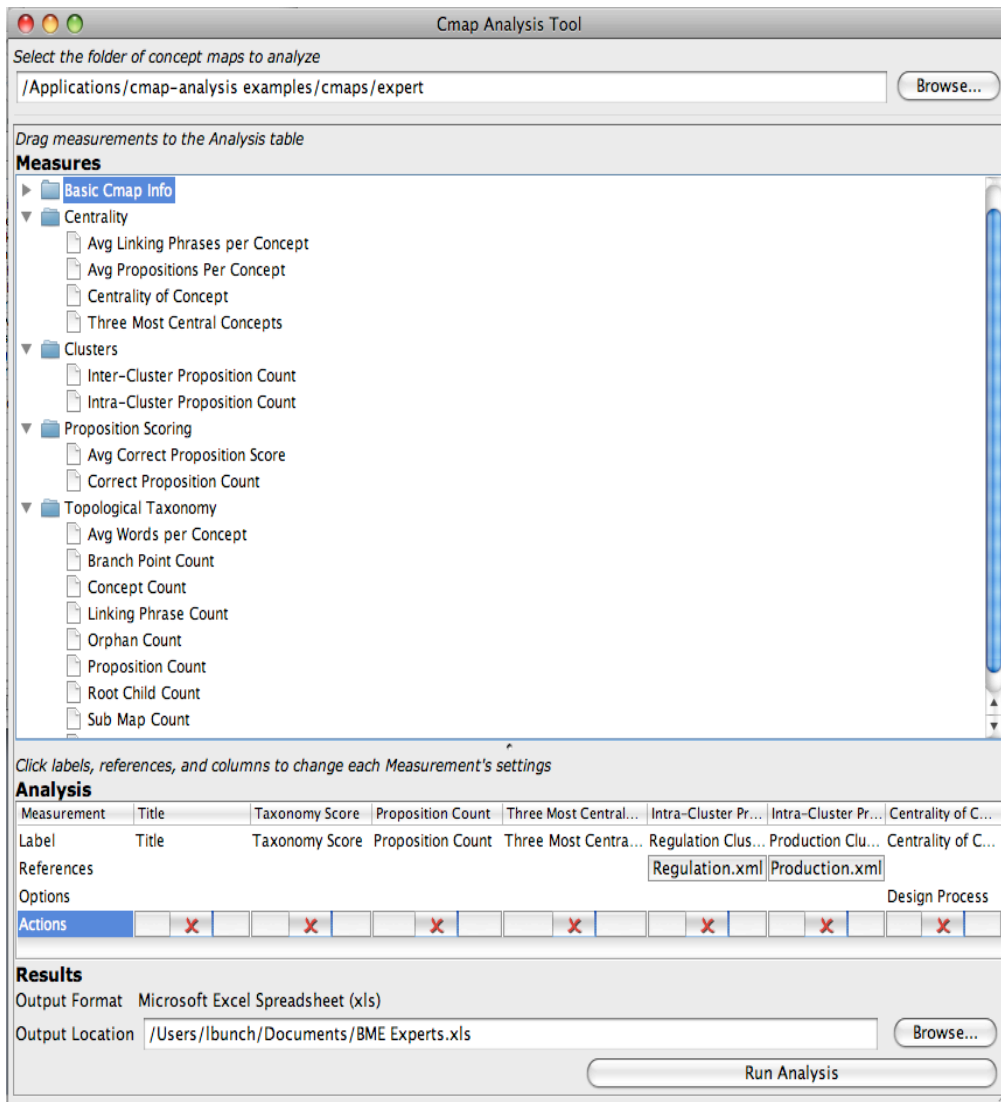 Cmap Analysis Tool
Select the folder of concept maps to analyze
/Applications/cmap-analysis examples/cmaps/expert Browse...
Drag measurements to the Analysis table
Measures
Basic Cmap Info
Centrality
Avg Linking Phrases per Concept
Avg Propositions Per Concept
Centrality of Concept
Three Most Central Concepts
Clusters
Inter-Cluster Proposition Count
Intra-Cluster Proposition Count
Proposition Scoring
Avg Correct Proposition Score
Correct Proposition Count
Topological Taxonomy
Avg Words per Concept
Branch Point Count
Concept Count
Linking Phrase Count
Orphan Count
Proposition Count
Root Child Count
Sub Map Count
Click labels, references, and columns to change each Measurement's settings
Analysis
Measurement Title Taxonomy Score Proposition Count Three Most Central... Intra-Cluster Pr... Intra-Cluster Pr... Centrality of C...
Label Title Taxonomy Score Proposition Count Three Most Centra... Regulation Clus... Production Clu... Centrality of C...
References Regulation.xml Production.xml
Options Design Process
Actions
Results
Output Format Microsoft Excel Spreadsheet (xls)
Output Location /Users/lbunch/Documents/BME Experts.xls Browse...
Run Analysis